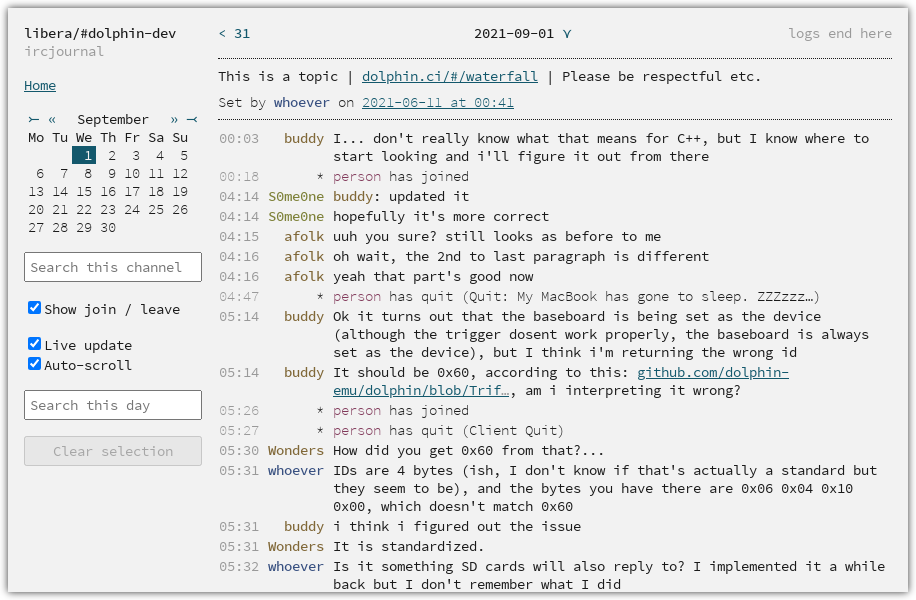 libera/#dolphin-dev
ircjournal
Home
⤚ « September » ⤙
Mo Tu We Th Fr Sa Su
1 2 3 4 5
6 7 8 9 10 11 12
13 14 15 16 17 18 19
20 21 22 23 24 25 26
27 28 29 30
Search this channel
Show join / leave
Live update
Auto-scroll
Search this day
Clear selection
< 31 2021-09-01 ⋎ logs end here
This is a topic | dolphin.ci/#/waterfall | Please be respectful etc.
Set by whoever on 2021-06-11 at 00:41
00:03 buddy I... don't really know what that means for C++, but I know where to
start looking and i'll figure it out from there
00:18 * person has joined
04:14 S0me0ne buddy: updated it
04:14 S0me0ne hopefully it's more correct
04:15 afolk uuh you sure? still looks as before to me
04:16 afolk oh wait, the 2nd to last paragraph is different
04:16 afolk yeah that part's good now
04:47 * person has quit (Quit: My MacBook has gone to sleep. ZZZzzz…)
05:14 buddy Ok it turns out that the baseboard is being set as the device
(although the trigger dosent work properly, the baseboard is always
set as the device), but I think i'm returning the wrong id
05:14 buddy It should be 0x60, according to this: github.com/dolphin-
emu/dolphin/blob/Trif…, am i interpreting it wrong?
05:26 * person has joined
05:27 * person has quit (Client Quit)
05:30 Wonders How did you get 0x60 from that?...
05:31 whoever IDs are 4 bytes (ish, I don't know if that's actually a standard but
they seem to be), and the bytes you have there are 0x06 0x04 0x10
0x00, which doesn't match 0x60
05:31 buddy i think i figured out the issue
05:31 Wonders It is standardized.
05:32 whoever Is it something SD cards will also reply to? I implemented it a while
back but I don't remember what I did